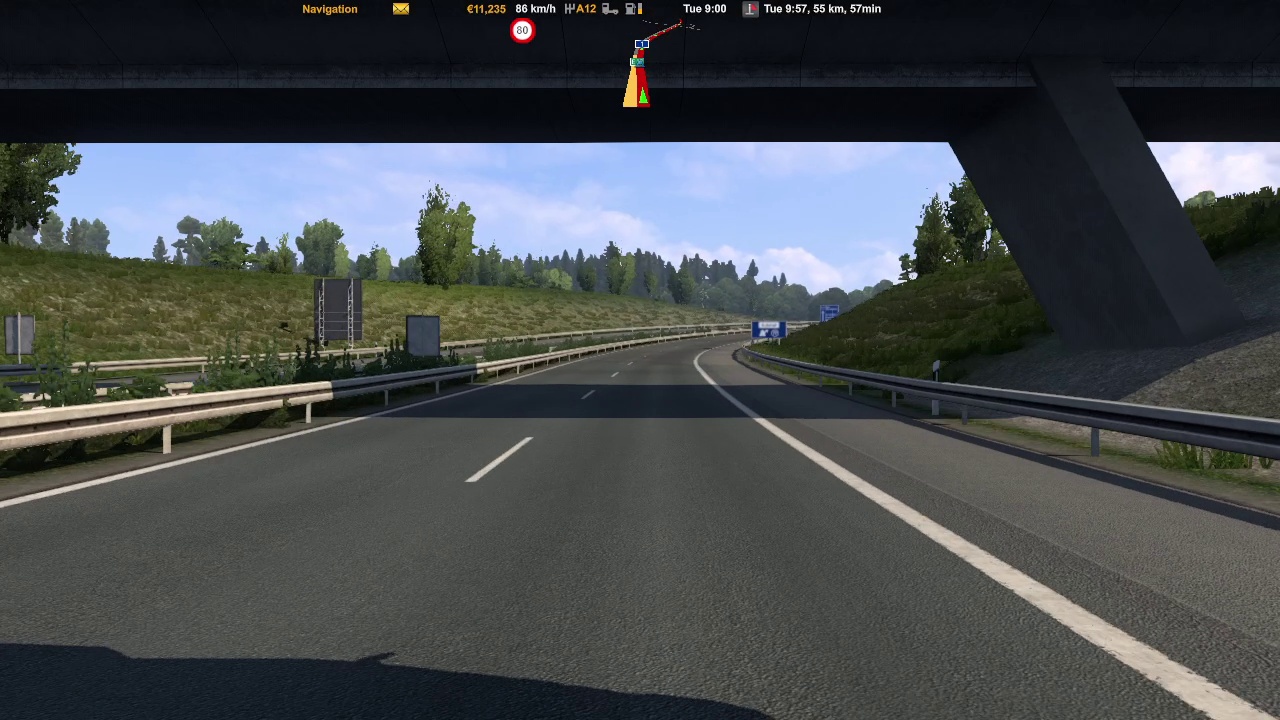 Navigation
€11,235
86 km/h
A12
Tue 9:00
Tue 9:57, 55 km, 57min
80